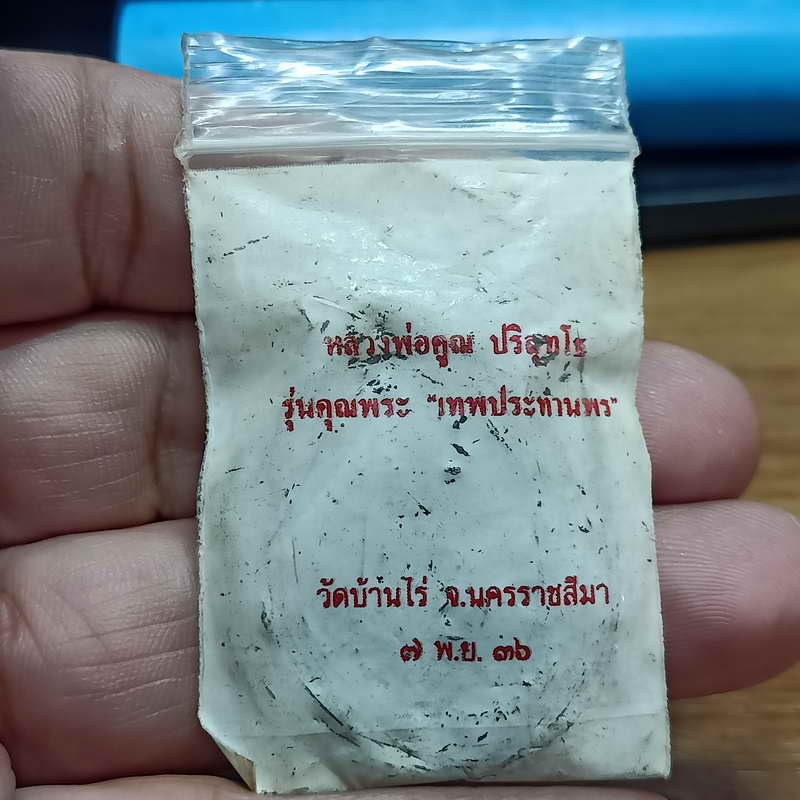 หลวงพ่อคูณ ปริสุทโธ
รุ่นคุณพระ "เทพประทานพร"
วัดบ้านไร่ จ.นครราชสีมา
๗ พ.ย. ๓๖